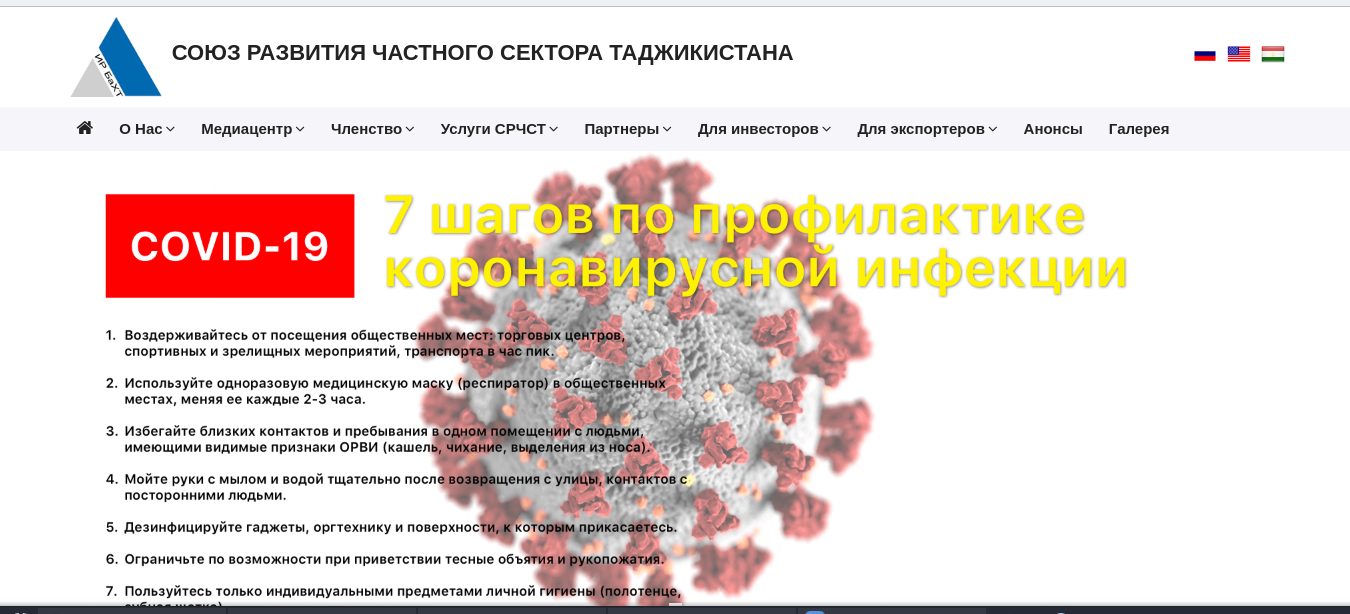 ИР БаХТ
СОЮЗ РАЗВИТИЯ ЧАСТНОГО СЕКТОРА ТАДЖИКИСТАНА
О Нас Медиацентр Членство Услуги СРЧСТ Партнеры Для инвесторов Для экспортеров Анонсы Галерея
COVID-19
7 шагов по профилактике
коронавирусной инфекции
1. Воздерживайтесь от посещения общественных мест: торговых центров,
спортивных и зрелищных мероприятий, транспорта в час пик.
2. Используйте одноразовую медицинскую маску (респиратор) в общественных
местах, меняя ее каждые 2-3 часа.
3. Избегайте близких контактов и пребывания в одном помещении с людьми,
имеющими видимые признаки ОРВИ (кашель, чихание, выделения из носа).
4. Мойте руки с мылом и водой тщательно после возвращения с улицы, контактов с
посторонними людьми.
5. Дезинфицируйте гаджеты, оргтехнику и поверхности, к которым прикасаетесь.
6. Ограничьте по возможности при приветствии тесные объятия и рукопожатия.
7. Пользуйтесь только индивидуальными предметами личной гигиены (полотенце,